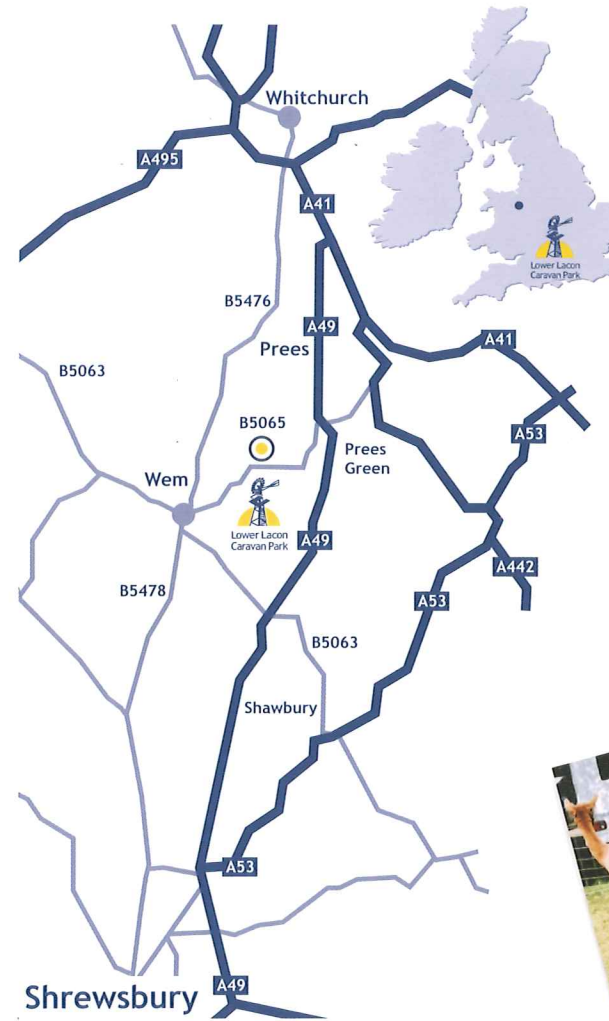 Whitchurch
A495
A41
Lower Lacon
Caravan Park
B5476
A49
Prees
A41
B5063
B5065
A53
Prees
Green
Wem
Lower Lacon
Caravan Park
A49
A442
B5478
A53
B5063
Shawbury
A53
A49
Shrewsbury